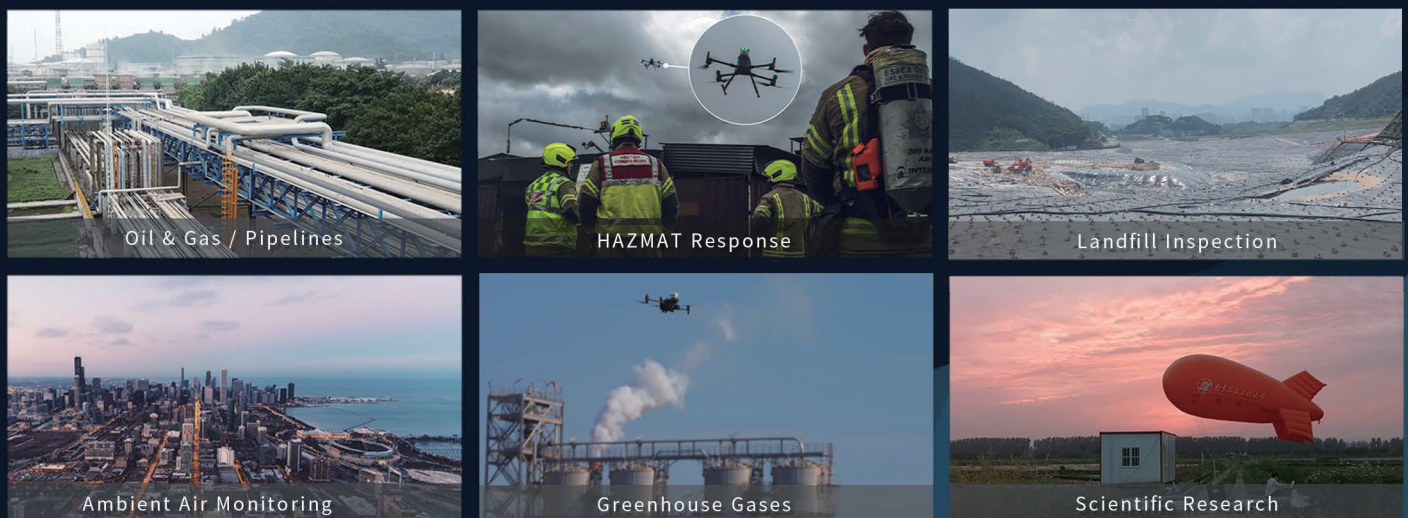 Oil & Gas / Pipelines
HAZMAT Response
Landfill Inspection
Ambient Air Monitoring
Greenhouse Gases
Scientific Research